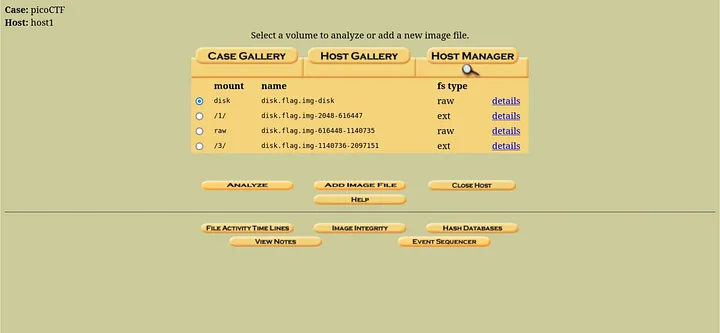 Case: picoCTF
Host: host1
Select a volume to analyze or add a new image file.
CASE GALLERY HOST GALLERY HOST MANAGER
mount name fs type
disk disk.flag.img-disk raw details
/1/ disk.flag.img-2048-616447 ext details
raw disk.flag.img-616448-1140735 raw details
/3/ disk.flag.img-1140736-2097151 ext details
ANALYZE ADD IMAGE FILE CLOSE HOST
HELP
FILE ACTIVITY TIME LINES IMAGE INTEGRITY HASH DATABASES
VIEW NOTES EVENT SEQUENCER